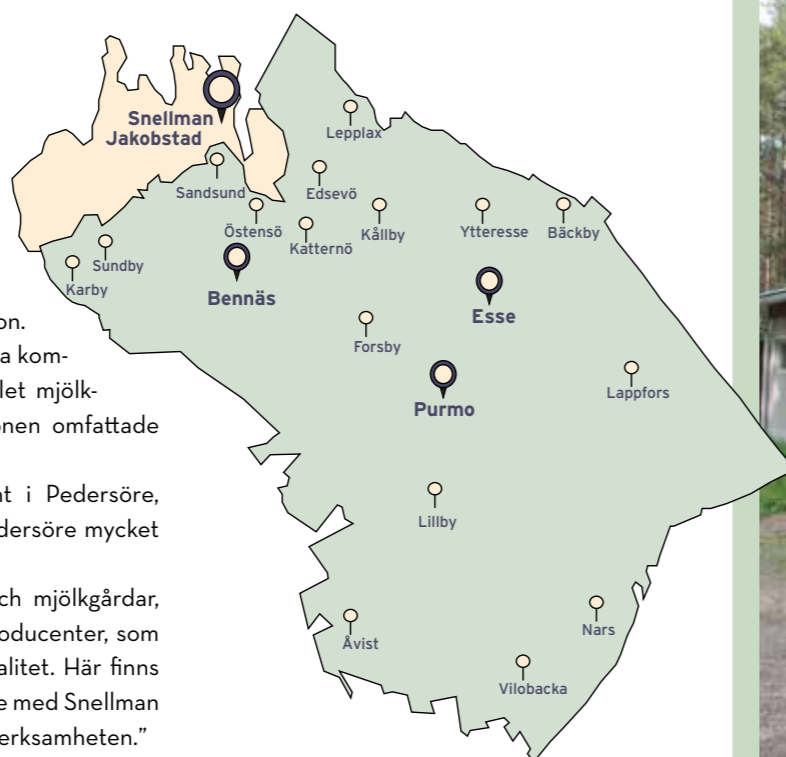 Snellman
Jakobstad
Lepplax
Sandsund
Edsevö
Östensö
Katternö
Kållby
Ytteresse
Bäckby
Sundby
Karby
Bennäs
Esse
Forsby
Purmo
Lappfors
Lillby
Åvist
Nars
Vilobacka
on.
a kom-
let mjölk-
onen omfattade
nt i Pedersöre,
dersöre mycket
ch mjölkgårdar,
oducenter, som
alitet. Här finns
e med Snellman
erksamheten.”